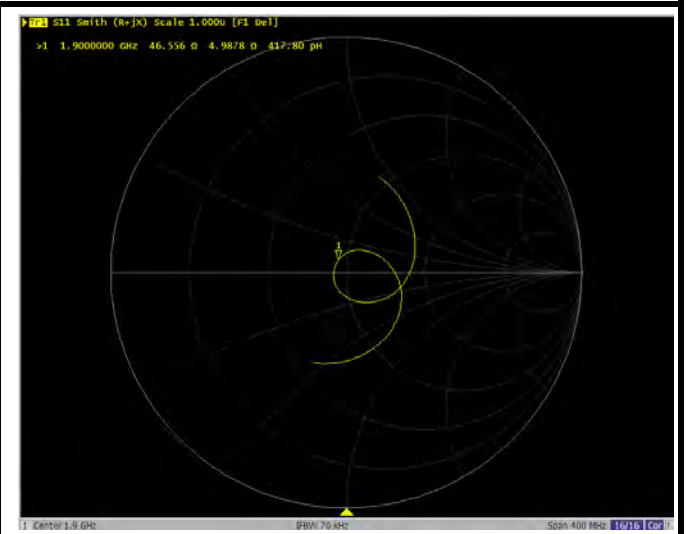 Tr1 S11 Smith (R+jX) Scale 1.000U [F1 Del]
>1 1.9000000 GHz 46.556 Ω 4.9878 Ω 417.80 pH
1
1 Center 1.9 GHz IFBW 70 kHz Span 400 MHz 16/16 Cor !